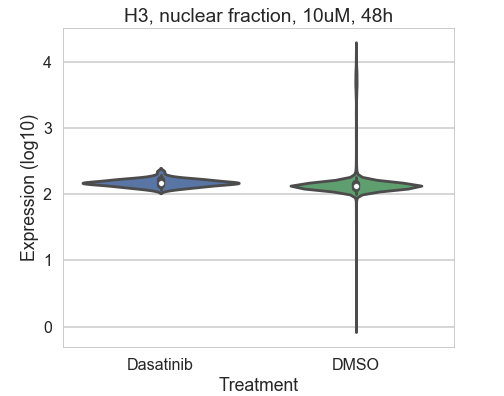 H3, nuclear fraction, 10uM, 48h
Expression (log10)
4
3
2
1
0
Dasatinib
DMSO
Treatment